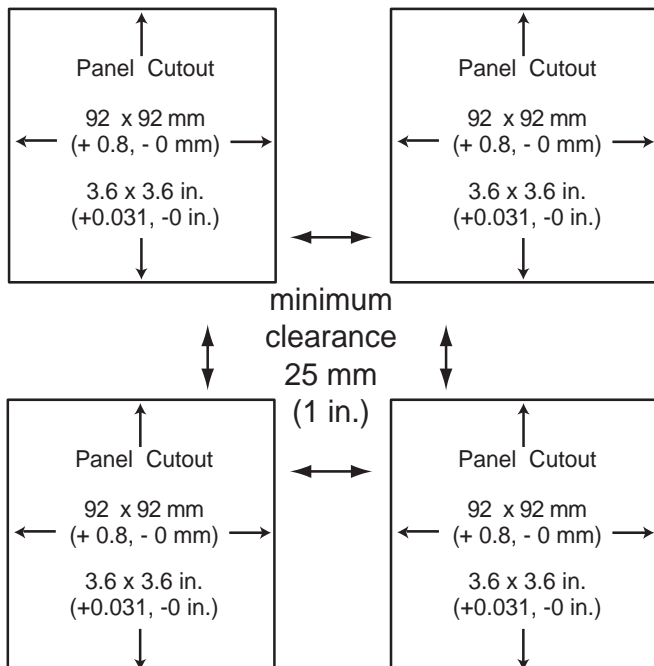 Panel Cutout
92 x 92 mm
(+ 0.8, - 0 mm)
3.6 x 3.6 in.
(+0.031, -0 in.)
Panel Cutout
92 x 92 mm
(+ 0.8, - 0 mm)
3.6 x 3.6 in.
(+0.031, -0 in.)
minimum
clearance
25 mm
(1 in.)
Panel Cutout
92 x 92 mm
(+ 0.8, - 0 mm)
3.6 x 3.6 in.
(+0.031, -0 in.)
Panel Cutout
92 x 92 mm
(+ 0.8, - 0 mm)
3.6 x 3.6 in.
(+0.031, -0 in.)